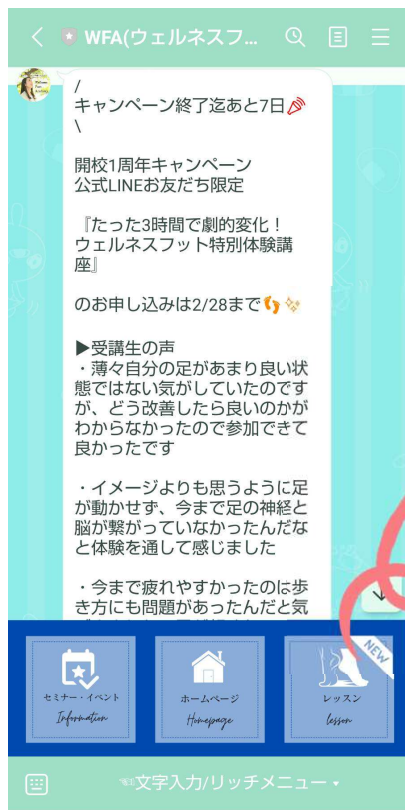 WFA(ウェルネスフ...
/
キャンペーン終了迄あと7日
\
開校1周年キャンペーン
公式LINEお友だち限定
『たった3時間で劇的変化！
ウェルネスフット特別体験講
座』
のお申し込みは2/28まで
▶受講生の声
・薄々自分の足があまり良い状
態ではない気がしていたのです
が、どう改善したら良いのかが
わからなかったので参加できて
良かったです
・イメージよりも思うように足
が動かせず、今まで足の神経と
脳が繋がっていなかったんだな
と体験を通して感じました
・今まで疲れやすかったのは歩
き方にも問題があったんだと気
セミナー・イベント
Information
ホームページ
Homepage
NEW
レッスン
lesson
文字入力/リッチメニュー